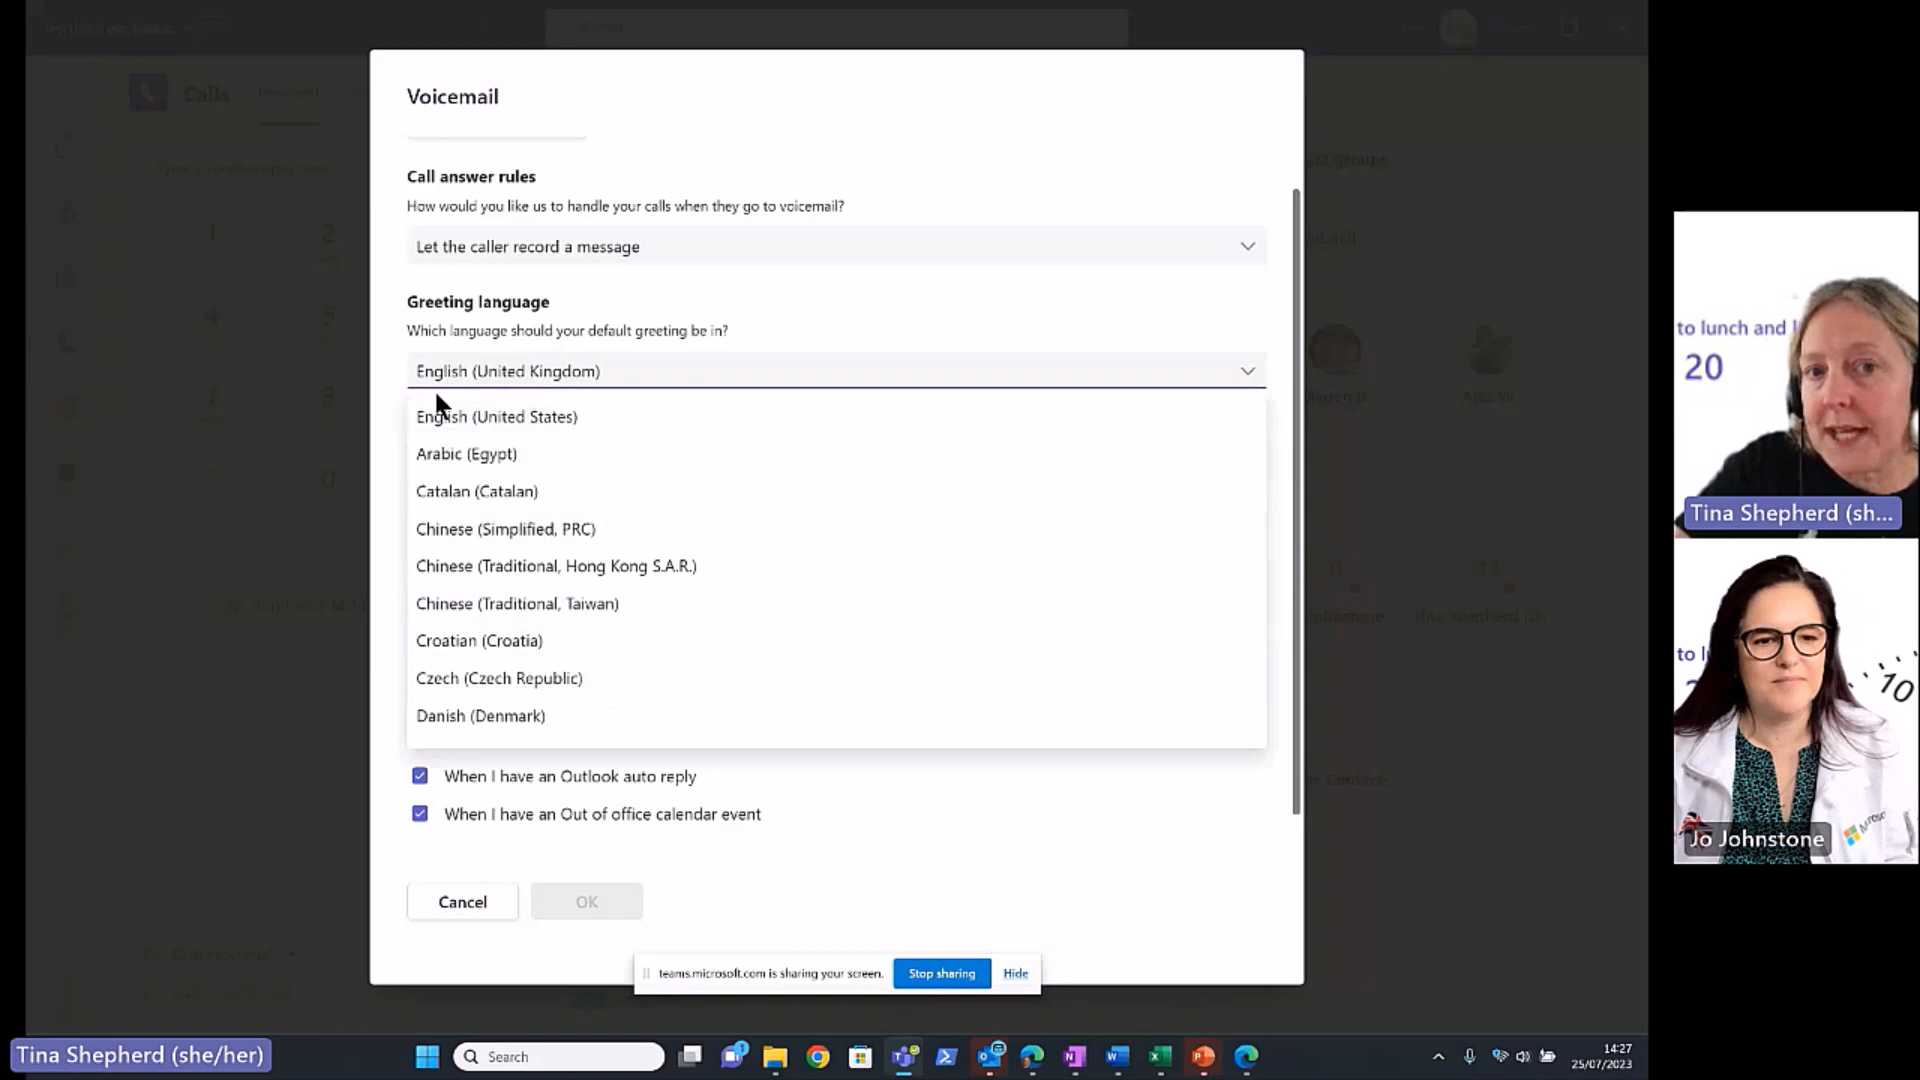 Calls
Voicemail
Call answer rules
How would you like us to handle your calls when they go to voicemail?
Let the caller record a message
Greeting language
Which language should your default greeting be in?
English (United Kingdom)
English (United States)
Arabic (Egypt)
Catalan (Catalan)
Chinese (Simplified, PRC)
Chinese (Traditional, Hong Kong S.A.R.)
Chinese (Traditional, Taiwan)
Croatian (Croatia)
Czech (Czech Republic)
Danish (Denmark)
When I have an Outlook auto reply
When I have an Out of office calendar event
Cancel
OK
teams.microsoft.com is sharing your screen.
Stop sharing
Hide
1
4
5
to lunch and
20
Tina Shepherd (sh...
to
10
Jo Johnstone
Tina Shepherd (she/her)
Search
14:27
25/07/2023